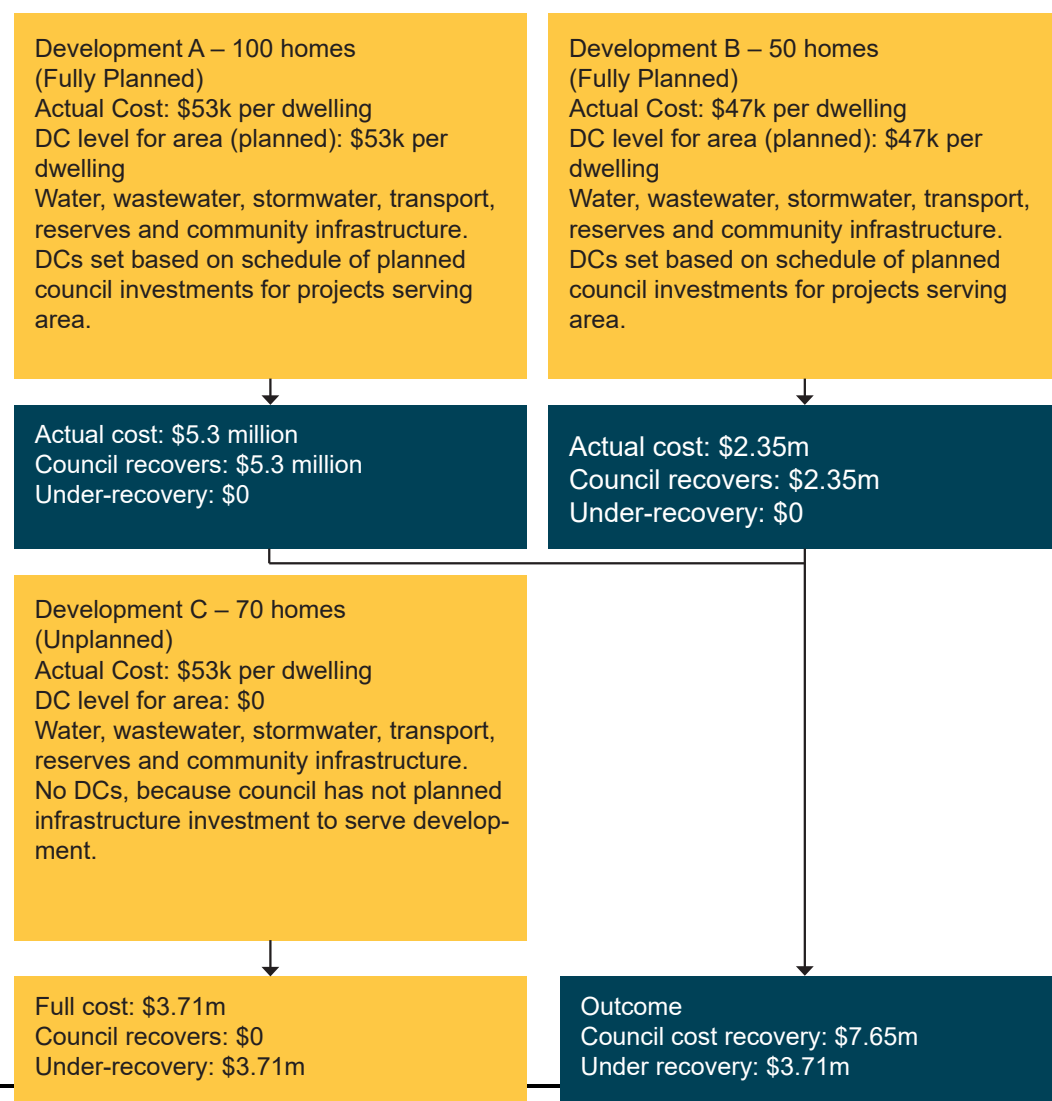 Development A – 100 homes
(Fully Planned)
Actual Cost: $53k per dwelling
DC level for area (planned): $53k per
dwelling
Water, wastewater, stormwater, transport,
reserves and community infrastructure.
DCs set based on schedule of planned
council investments for projects serving
area.
Development B – 50 homes
(Fully Planned)
Actual Cost: $47k per dwelling
DC level for area (planned): $47k per
dwelling
Water, wastewater, stormwater, transport,
reserves and community infrastructure.
DCs set based on schedule of planned
council investments for projects serving
area.
Actual cost: $5.3 million
Council recovers: $5.3 million
Under-recovery: $0
Actual cost: $2.35m
Council recovers: $2.35m
Under-recovery: $0
Development C – 70 homes
(Unplanned)
Actual Cost: $53k per dwelling
DC level for area: $0
Water, wastewater, stormwater, transport,
reserves and community infrastructure.
No DCs, because council has not planned
infrastructure investment to serve develop-
ment.
Full cost: $3.71m
Council recovers: $0
Under-recovery: $3.71m
Outcome
Council cost recovery: $7.65m
Under recovery: $3.71m